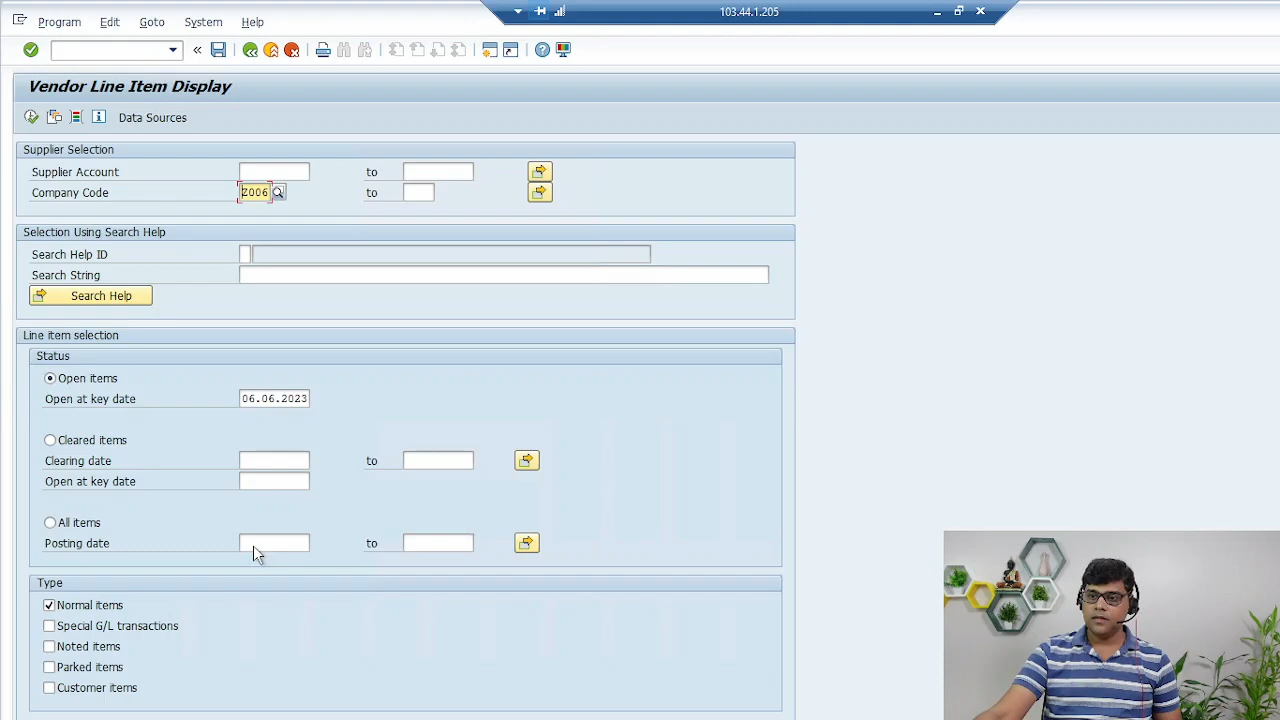 Program Edit Goto System Help
103.44.1.205
Vendor Line Item Display
Data Sources
Supplier Selection
Supplier Account to
Company Code Z006 to
Selection Using Search Help
Search Help ID
Search String
Search Help
Line item selection
Status
Open items
Open at key date 06.06.2023
Cleared items
Clearing date to
Open at key date
All items
Posting date to
Type
Normal items
Special G/L transactions
Noted items
Parked items
Customer items